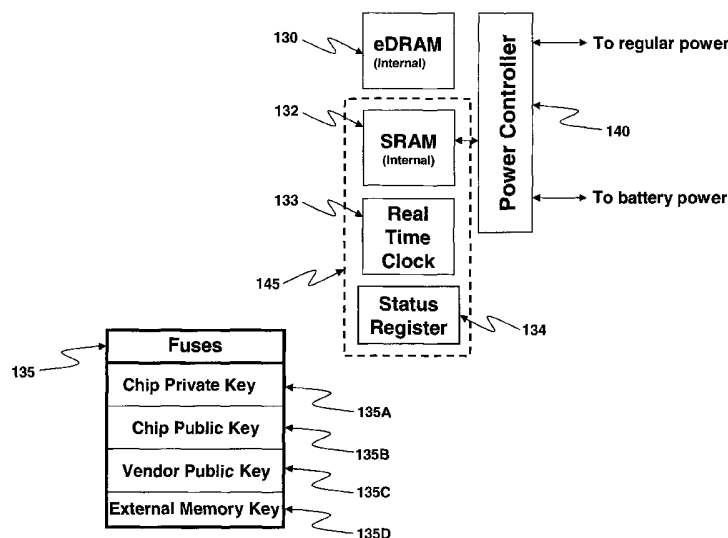 130
eDRAM
(Internal)
To regular power
132
SRAM
(Internal)
Power Controller
140
133
Real
Time
Clock
To battery power
145
Status
Register
134
135
Fuses
Chip Private Key
135A
Chip Public Key
135B
Vendor Public Key
135C
External Memory Key
135D